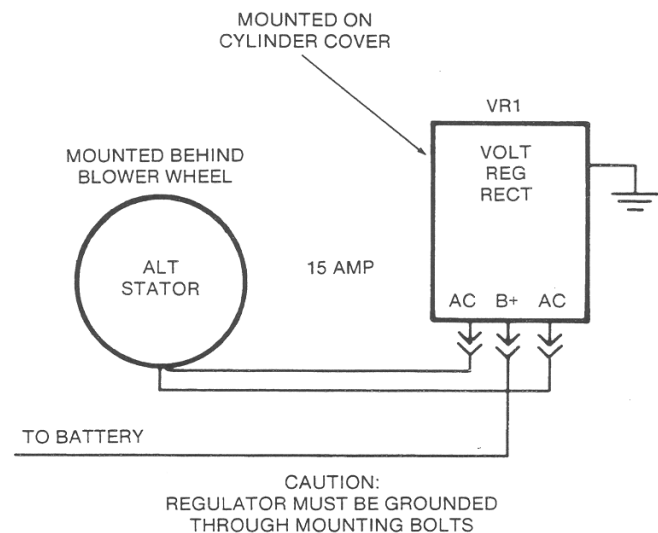 MOUNTED ON
CYLINDER COVER
VR1
MOUNTED BEHIND
BLOWER WHEEL
VOLT
REG
RECT
ALT
STATOR
15 AMP
AC B+ AC
TO BATTERY
CAUTION:
REGULATOR MUST BE GROUNDED
THROUGH MOUNTING BOLTS